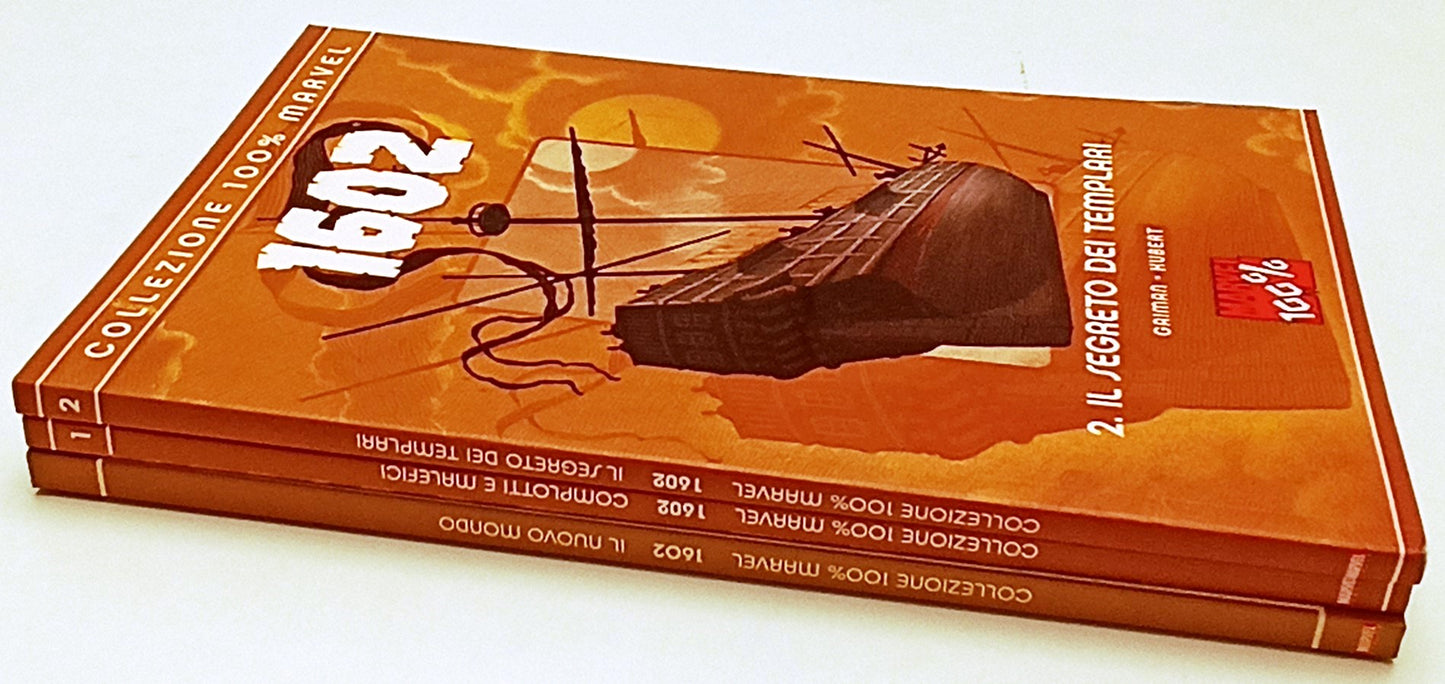 COLLEZIONE 100% MARVEL
1602
2. IL SEGRETO DEI TEMPLARI
GAIMAN • KUBERT
MARVEL
100%
COLLEZIONE 100% MARVEL 1602 IL SEGRETO DEI TEMPLARI 2
COLLEZIONE 100% MARVEL 1602 COMPLOTTI E MALEFICI 1
COLLEZIONE 100% MARVEL 1602 IL NUOVO MONDO